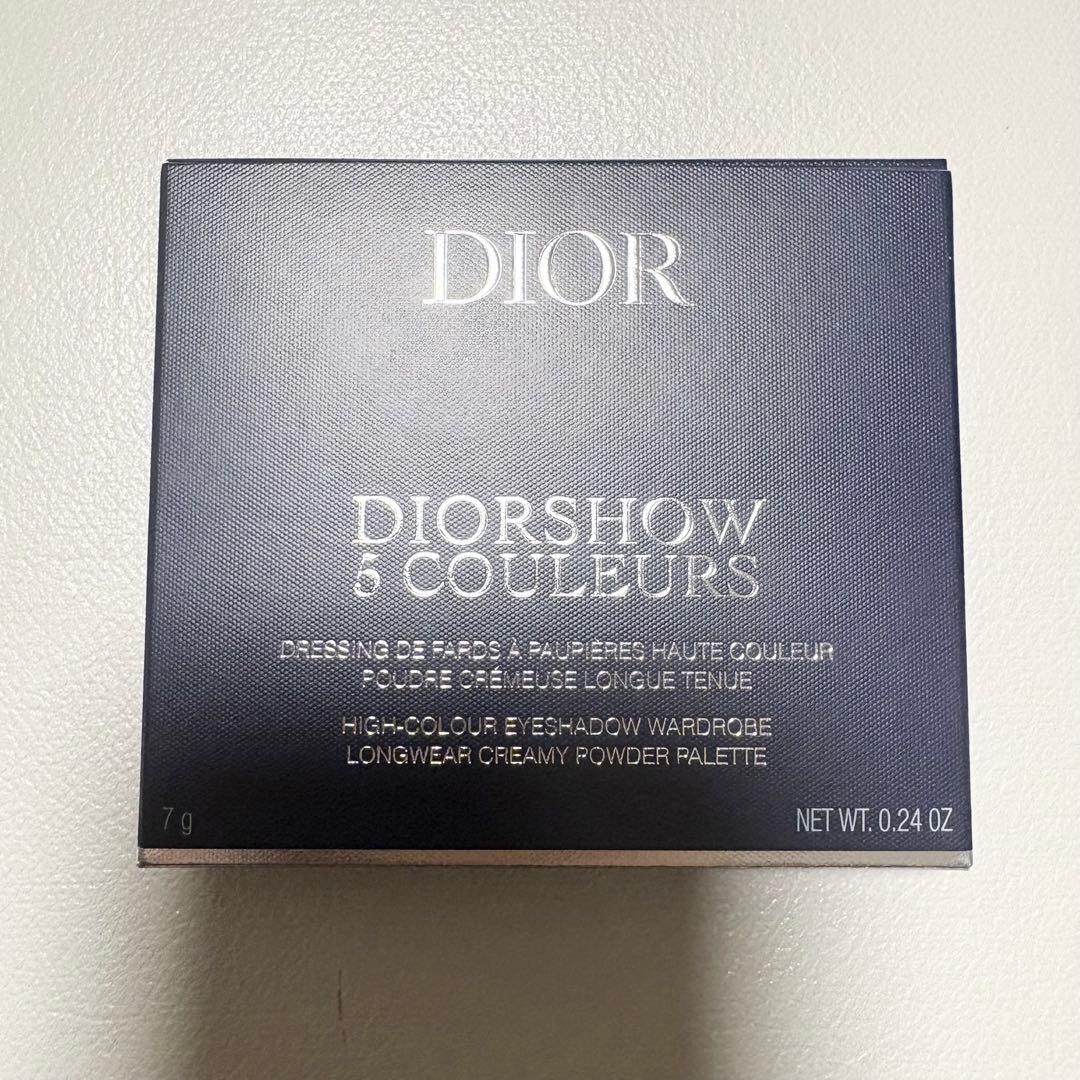 DIOR
DIORSHOW
5 COULEURS
DRESSING DE FARDS À PAUPIÈRES HAUTE COULEUR
POUDRE CRÉMEUSE LONGUE TENUE
HIGH-COLOUR EYESHADOW WARDROBE
LONGWEAR CREAMY POWDER PALETTE
7 g
NET WT. 0.24 OZ